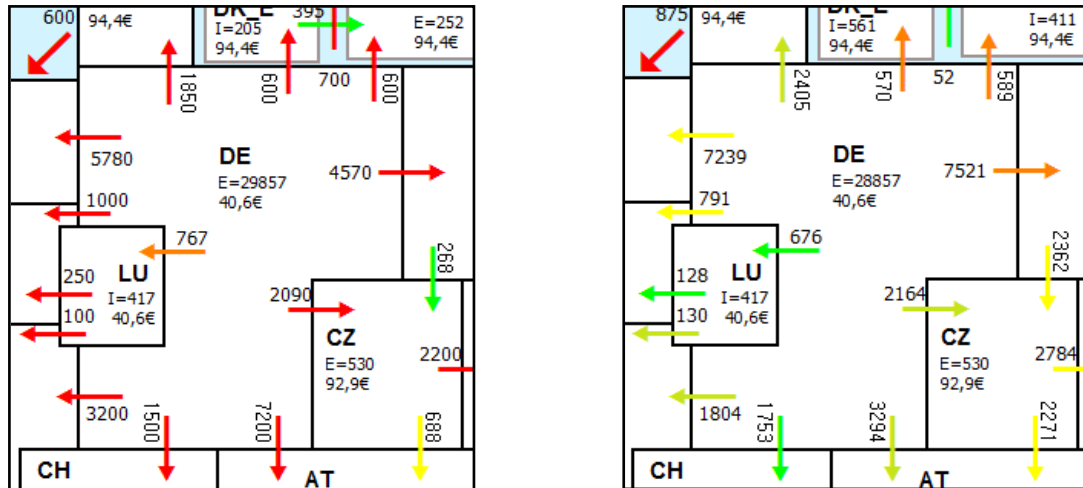 600
94,4€
DK_E
I=205
94,4€
395
E=252
94,4€
1850
600
700
600
5780
DE
E=29857
40,6€
4570
1000
767
250
LU
I=417
40,6€
100
268
2090
CZ
E=530
92,9€
2200
3200
1500
7200
688
CH
AT
875
94,4€
DK_E
I=561
94,4€
I=411
94,4€
2405
570
52
589
7239
DE
E=28857
40,6€
7521
791
676
128
LU
I=417
40,6€
130
2362
2164
CZ
E=530
92,9€
2784
1804
1753
3294
2271
CH
AT